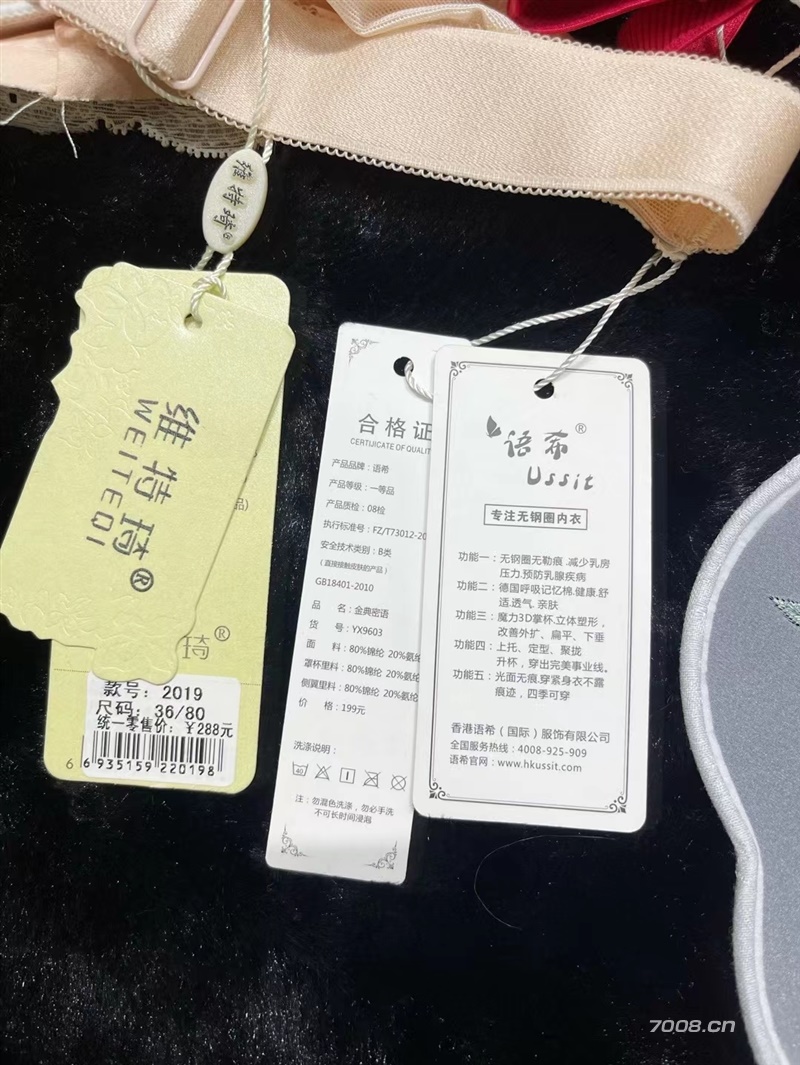 维特琦®
维特琦®
WEITEQI
品)
琦®
款号: 2019
尺码: 36/80
统一零售价: ¥288元
6 6 935159 220198
合格证
CERTIJICATE OF QUALIT
产品品牌：语希
产品等级：一等品
产品质检：08检
执行标准号：FZ/T73012-20
安全技术类别：B类
(直接接触皮肤的产品)
GB18401-2010
品 名：金典密语
货 号：YX9603
面 料：80%锦纶 20%氨纶
罩杯里料：80%锦纶 20%氨纶
侧翼里料：80%锦纶 20%氨纶
价 格：199元
洗涤说明：
40
注：勿混色洗涤，勿必手洗
不可长时间浸泡
语希®
Ussit
专注无钢圈内衣
功能一：无钢圈无勒痕.减少乳房
压力.预防乳腺疾病
功能二：德国呼吸记忆棉.健康.舒
适.透气.亲肤
功能三：魔力3D掌杯.立体塑形，
改善外扩、扁平、下垂
功能四：上托、定型、聚拢
升杯，穿出完美事业线。
功能五：光面无痕,穿紧身衣不露
痕迹，四季可穿
香港语希（国际）服饰有限公司
全国服务热线：4008-925-909
语希官网：www.hkussit.com
7008.cn